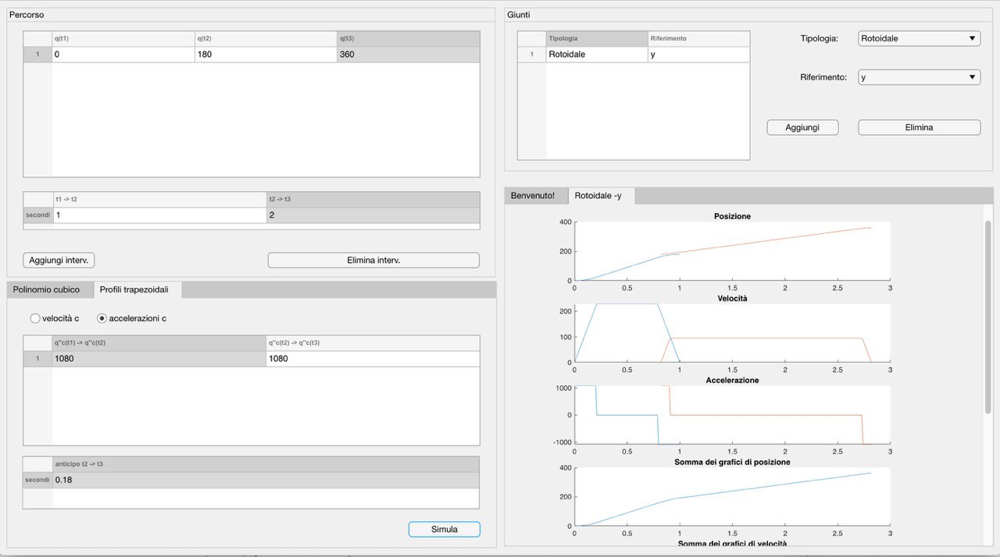 Percorso
q(t1) q(t2) q(t3)
1 0 180 360
t1 -> t2 t2 -> t3
secondi 1 2
Aggiungi interv. Elimina interv.
Polinomio cubico Profili trapezoidali
velocità c accelerazioni c
q''c(t1) -> q''c(t2) q''c(t2) -> q''c(t3)
1 1080 1080
anticipo t2 -> t3
secondi 0.18
Simula
Giunti
Tipologia Riferimento
1 Rotoidale y
Tipologia: Rotoidale
Riferimento: y
Aggiungi Elimina
Benvenuto! Rotoidale -y
Posizione
400
200
0
0 0.5 1 1.5 2 2.5 3
Velocità
200
100
0
0 0.5 1 1.5 2 2.5 3
Accelerazione
1000
0
-1000
0 0.5 1 1.5 2 2.5 3
Somma dei grafici di posizione
400
200
0
0 0.5 1 1.5 2 2.5 3
Somma dei grafici di velocità